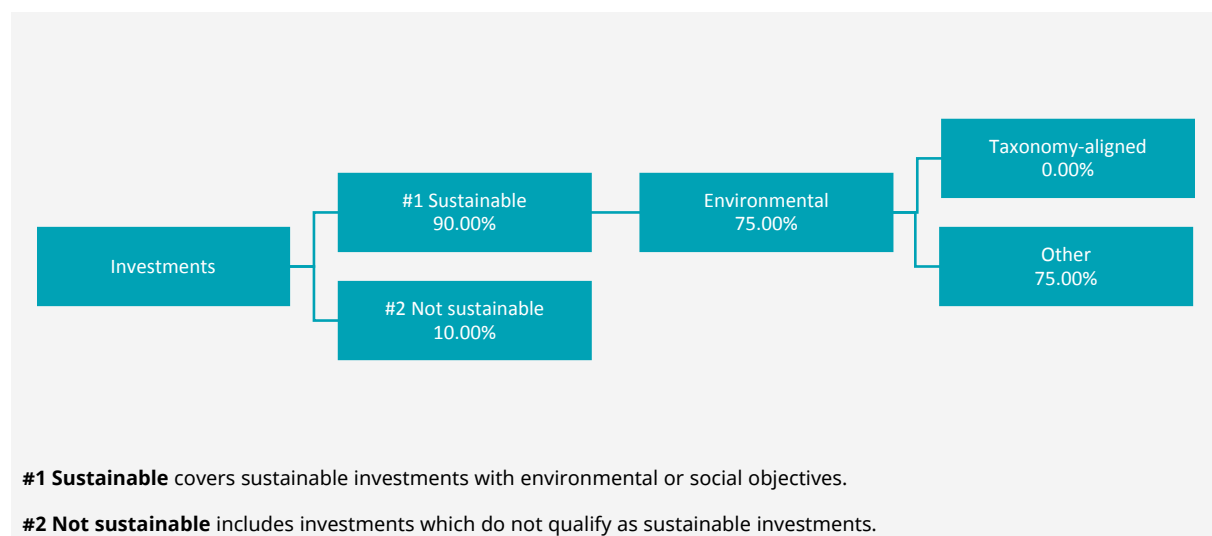 Investments
#1 Sustainable
90.00%
#2 Not sustainable
10.00%
Environmental
75.00%
Taxonomy-aligned
0.00%
Other
75.00%
#1 Sustainable covers sustainable investments with environmental or social objectives.
#2 Not sustainable includes investments which do not qualify as sustainable investments.